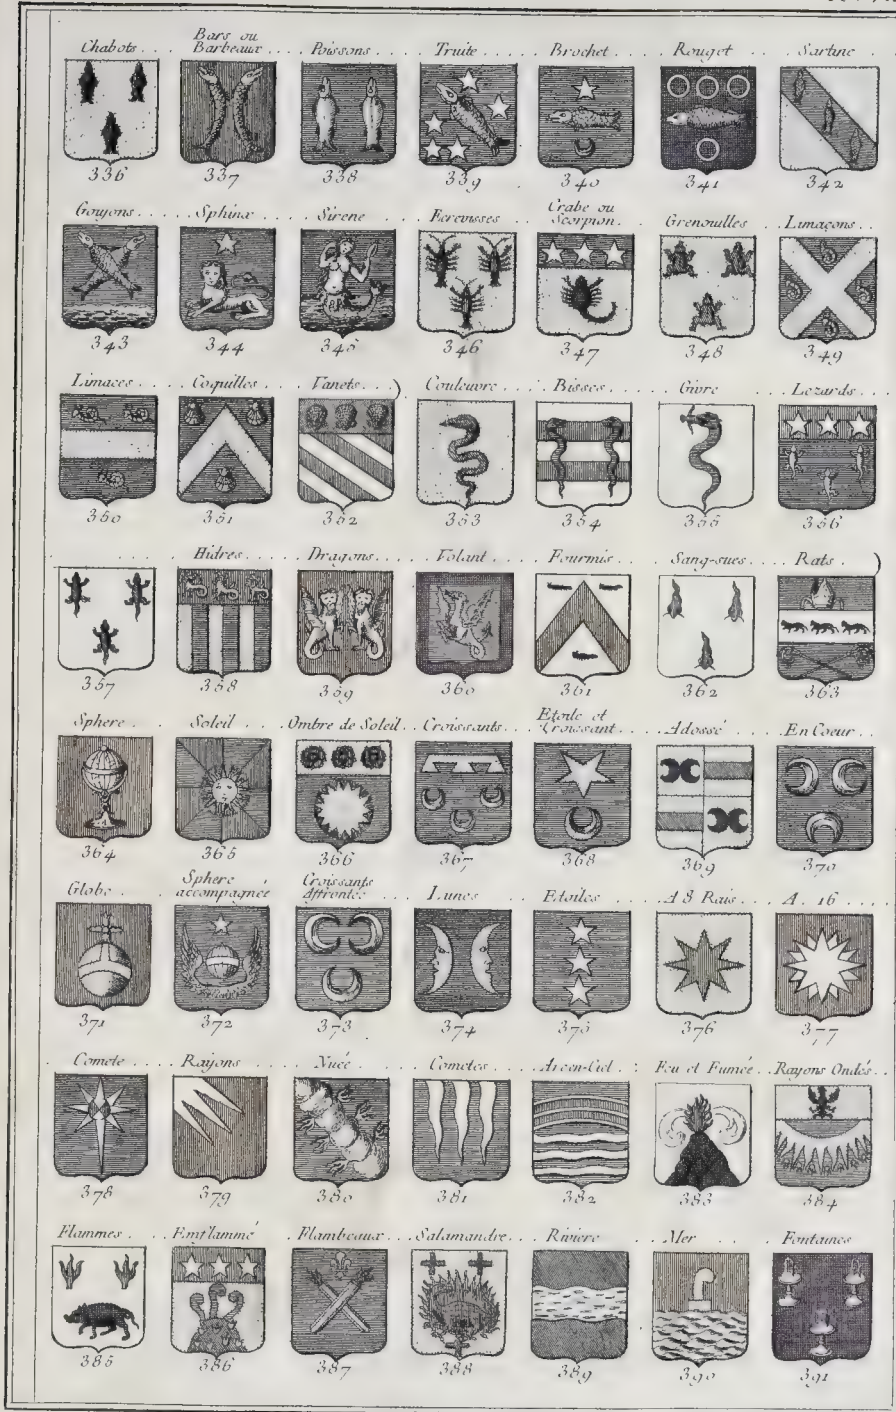 Chabots . . . Bars ou Barbeaux . . . . Poissons . . . . Truite . . . . . Brochet . . . . Rouget . . . Sartine
336 337 338 339 340 341 342
Goujons . . . . Sphinx . . . . Sirene . . . Ecrevisses . . Crabe ou Scorpion . . . Grenouilles . . Limaçons . .
343 344 345 346 347 348 349
Limaces . . . . Coquilles . . . Vanets . . .) Couleuvre . . . Bisses . . . . . Givre . . . Lezards . .
350 351 352 353 354 355 356
. . . . Hidres . . . . . Dragons . . . . Volant . . . . Fourmis . . . Sang-sues . . . . Rats . )
357 358 359 360 361 362 363
Sphere . . . Soleil . . . Ombre de Soleil . . Croissants . . . Etoile et Croissant . . . Adossé . . . En Coeur . .
364 365 366 367 368 369 370
Globe . . Sphere accompagnée Croissants Affrontés . . . Lunes . . . . Etoiles . . . . A 8 Rais . . . . A . 16 . . . .
371 372 373 374 375 376 377
Comete . . . . Rayons . . . . . Nuée . . . . Cometes . . . . Arc en-Ciel . : Feu et Fumée . . Rayons Ondés . .
378 379 380 381 382 383 384
Flammes . . . Emflammé . . Flambeaux . . Salamandre . . . Riviere . . . Mer . . . Fontaines
385 386 387 388 389 390 391